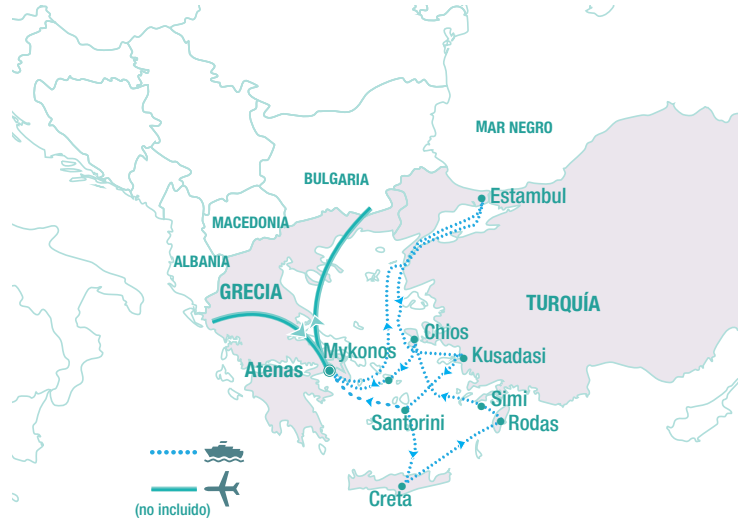 MAR NEGRO
BULGARIA
Estambul
MACEDONIA
ALBANIA
GRECIA
TURQUÍA
Chios
Mykonos
Kusadasi
Atenas
Simi
Santorini
Rodas
Creta
(no incluido)